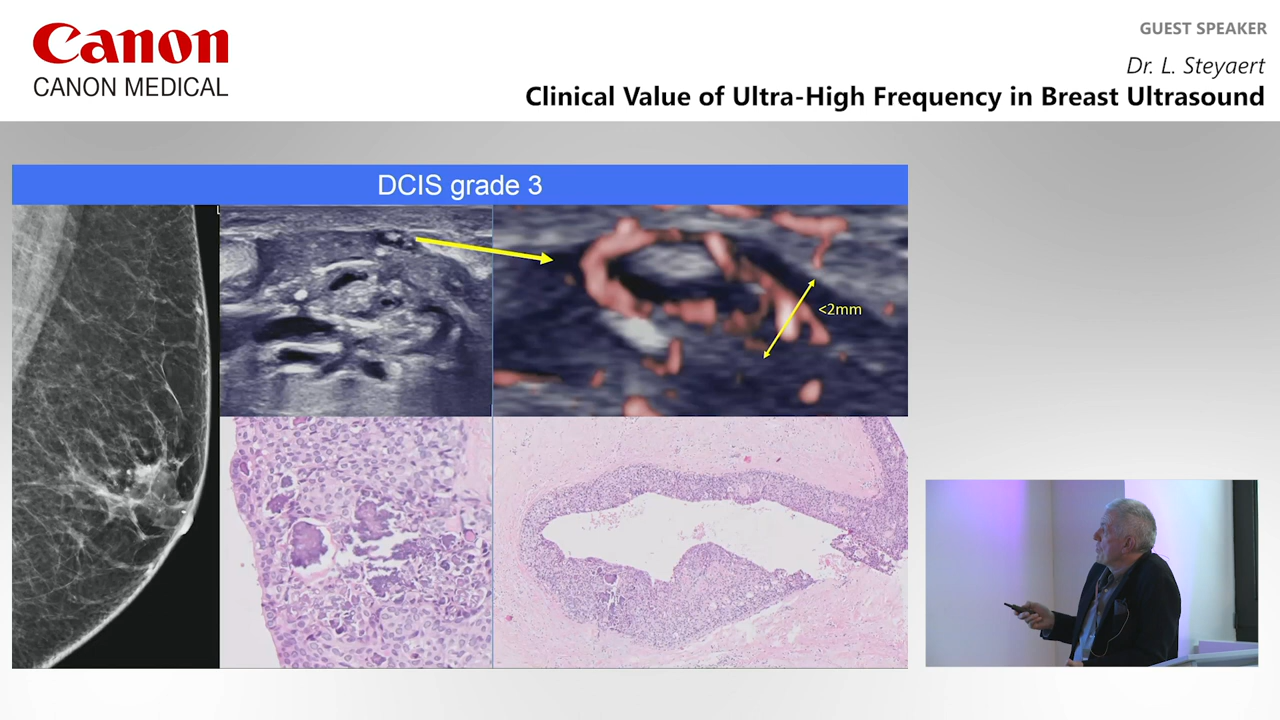 Canon
CANON MEDICAL
GUEST SPEAKER
Dr. L. Steyaert
Clinical Value of Ultra-High Frequency in Breast Ultrasound
DCIS grade 3
<2mm